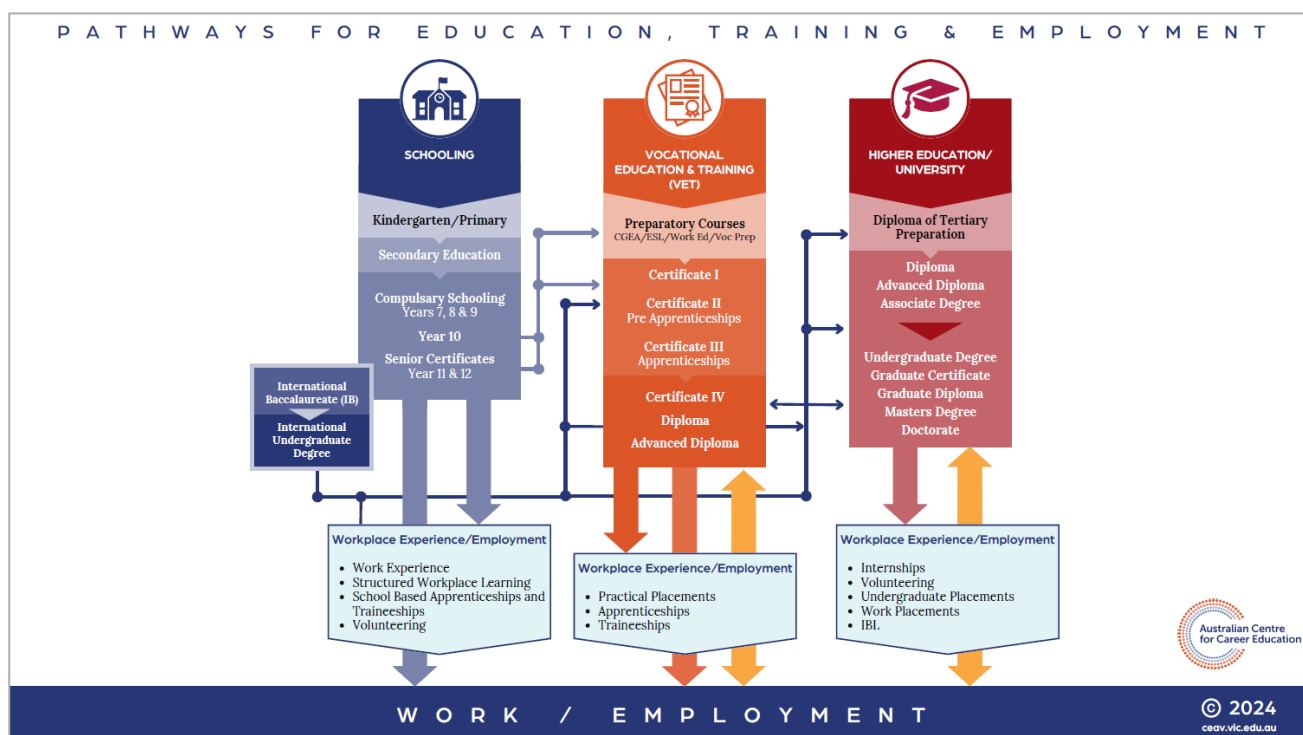 PATHWAYS FOR EDUCATION, TRAINING & EMPLOYMENT
SCHOOLING
Kindergarten/Primary
Secondary Education
Compulsary Schooling
Years 7, 8 & 9
Year 10
Senior Certificates
Year 11 & 12
International
Baccalaureate (IB)
International
Undergraduate
Degree
VOCATIONAL
EDUCATION & TRAINING
(VET)
Preparatory Courses
CGEA/ESL/Work Ed/Voc Prep
Certificate I
Certificate II
Pre Apprenticeships
Certificate III
Apprenticeships
Certificate IV
Diploma
Advanced Diploma
HIGHER EDUCATION/
UNIVERSITY
Diploma of Tertiary
Preparation
Diploma
Advanced Diploma
Associate Degree
Undergraduate Degree
Graduate Certificate
Graduate Diploma
Masters Degree
Doctorate
Workplace Experience/Employment
• Work Experience
• Structured Workplace Learning
• School Based Apprenticeships and
Traineeships
• Volunteering
Workplace Experience/Employment
• Practical Placements
• Apprenticeships
• Traineeships
Workplace Experience/Employment
• Internships
• Volunteering
• Undergraduate Placements
• Work Placements
• IBL
Australian Centre
for Career Education
WORK / EMPLOYMENT
© 2024
ceav.vic.edu.au